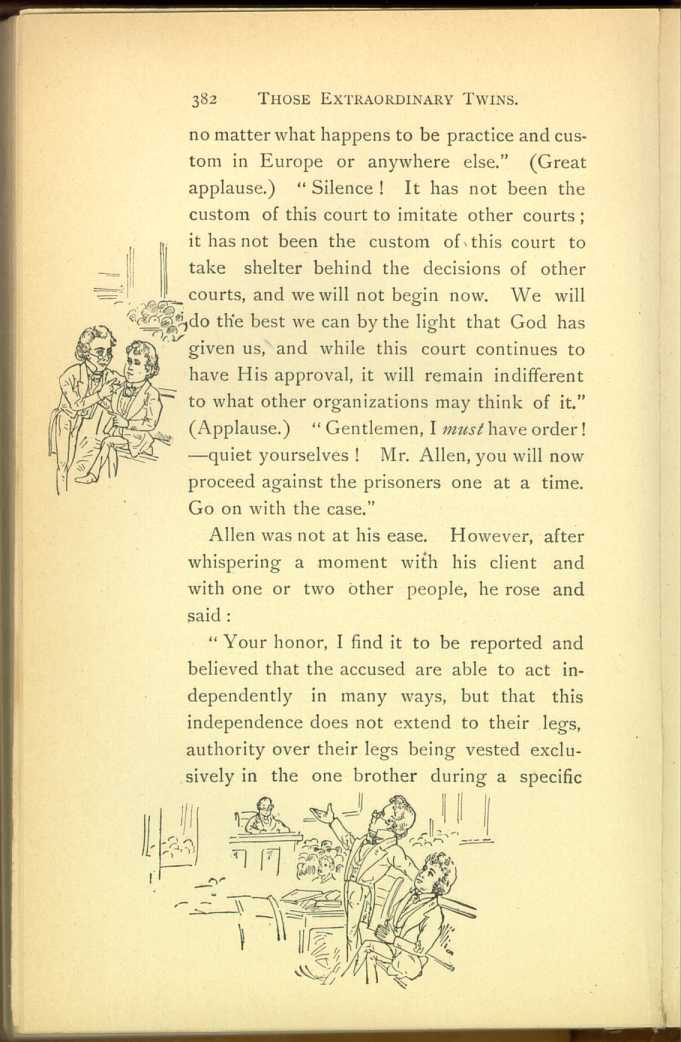 382 THOSE EXTRAORDINARY TWINS.
no matter what happens to be practice and cus-
tom in Europe or anywhere else.” (Great
applause.) “ Silence ! It has not been the
custom of this court to imitate other courts ;
it has not been the custom of this court to
take shelter behind the decisions of other
courts, and we will not begin now. We will
do the best we can by the light that God has
given us, and while this court continues to
have His approval, it will remain indifferent
to what other organizations may think of it.”
(Applause.) “ Gentlemen, I must have order !
—quiet yourselves ! Mr. Allen, you will now
proceed against the prisoners one at a time.
Go on with the case.”
Allen was not at his ease. However, after
whispering a moment with his client and
with one or two other people, he rose and
said :
“ Your honor, I find it to be reported and
believed that the accused are able to act in-
dependently in many ways, but that this
independence does not extend to their legs,
authority over their legs being vested exclu-
sively in the one brother during a specific